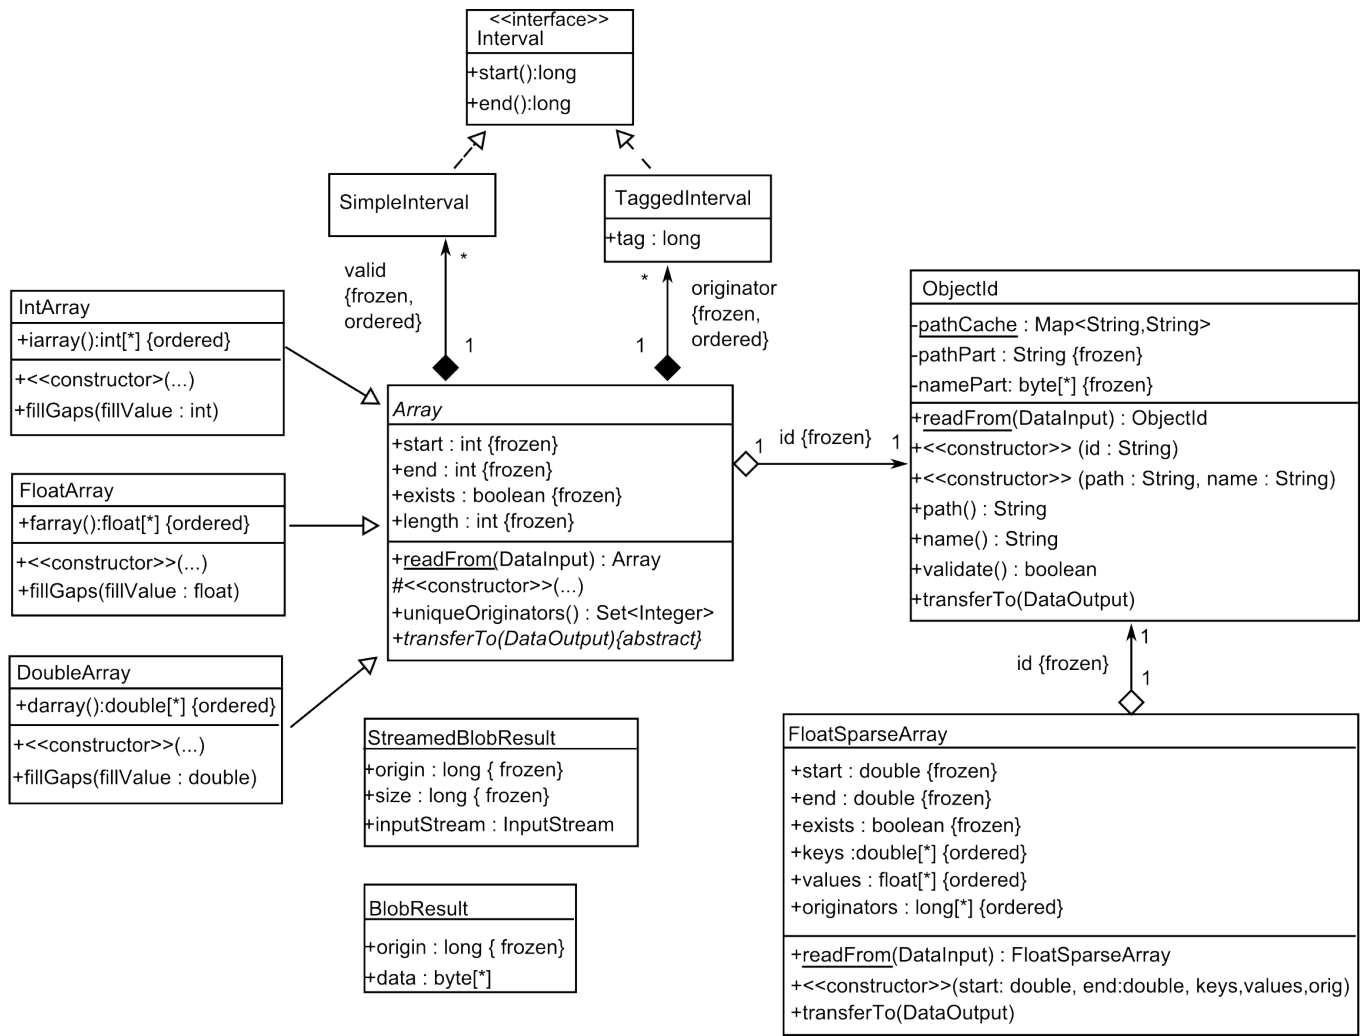 <<interface>>
Interval
+start():long
+end():long
SimpleInterval
TaggedInterval
+tag : long
valid
{frozen,
ordered}
*
1
*
originator
{frozen,
ordered}
1
IntArray
+iarray():int[*] {ordered}
+<<constructor>(...)
+fillGaps(fillValue : int)
FloatArray
+farray():float[*] {ordered}
+<<constructor>>(...)
+fillGaps(fillValue : float)
DoubleArray
+darray():double[*] {ordered}
+<<constructor>>(...)
+fillGaps(fillValue : double)
Array
+start : int {frozen}
+end : int {frozen}
+exists : boolean {frozen}
+length : int {frozen}
+readFrom(DataInput) : Array
#<<constructor>>(...)
+uniqueOriginators() : Set<Integer>
+transferTo(DataOutput){abstract}
1
id {frozen}
1
ObjectId
-pathCache : Map<String,String>
-pathPart : String {frozen}
-namePart: byte[*] {frozen}
+readFrom(DataInput) : ObjectId
+<<constructor>> (id : String)
+<<constructor>> (path : String, name : String)
+path() : String
+name() : String
+validate() : boolean
+transferTo(DataOutput)
1
id {frozen}
1
StreamedBlobResult
+origin : long { frozen}
+size : long { frozen}
+inputStream : InputStream
BlobResult
+origin : long { frozen}
+data : byte[*]
FloatSparseArray
+start : double {frozen}
+end : double {frozen}
+exists : boolean {frozen}
+keys :double[*] {ordered}
+values : float[*] {ordered}
+originators : long[*] {ordered}
+readFrom(DataInput) : FloatSparseArray
+<<constructor>>(start: double, end:double, keys,values,orig)
+transferTo(DataOutput)